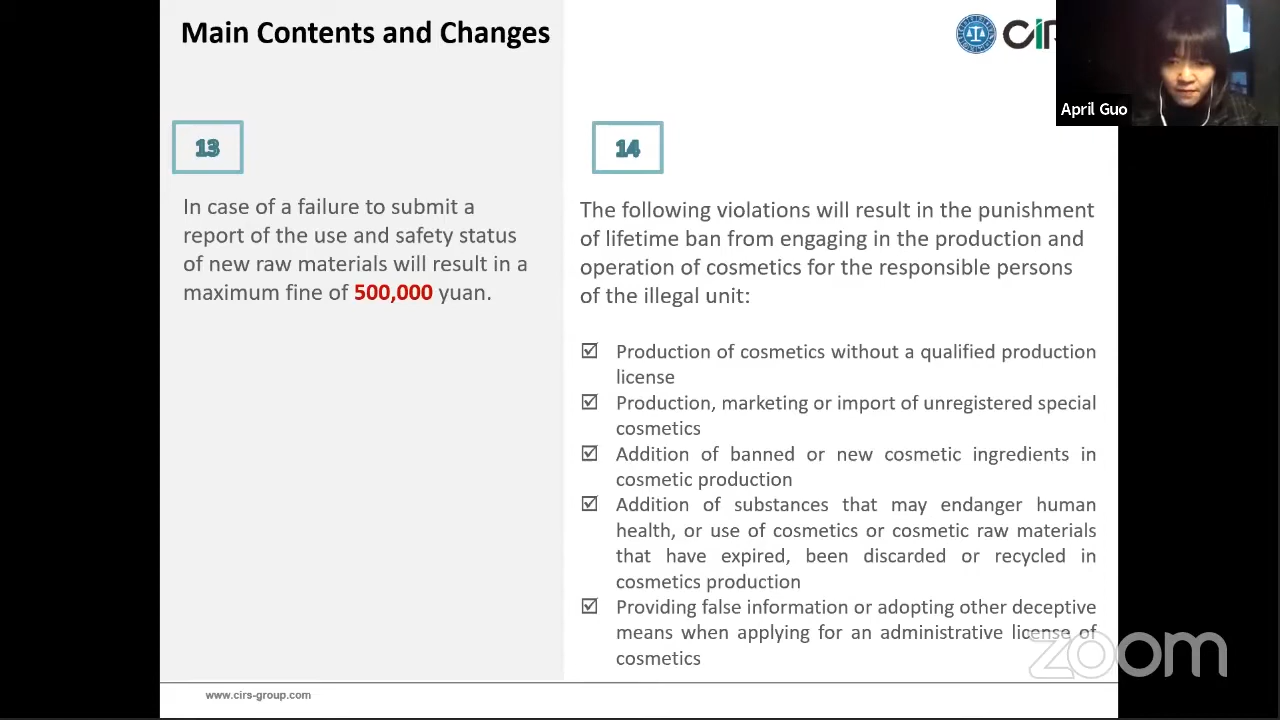 Main Contents and Changes
CIR
April Guo
13
In case of a failure to submit a
report of the use and safety status
of new raw materials will result in a
maximum fine of 500,000 yuan.
14
The following violations will result in the punishment
of lifetime ban from engaging in the production and
operation of cosmetics for the responsible persons
of the illegal unit:
Production of cosmetics without a qualified production
license
Production, marketing or import of unregistered special
cosmetics
Addition of banned or new cosmetic ingredients in
cosmetic production
Addition of substances that may endanger human
health, or use of cosmetics or cosmetic raw materials
that have expired, been discarded or recycled in
cosmetics production
Providing false information or adopting other deceptive
means when applying for an administrative license of
cosmetics
zoom
www.cirs-group.com